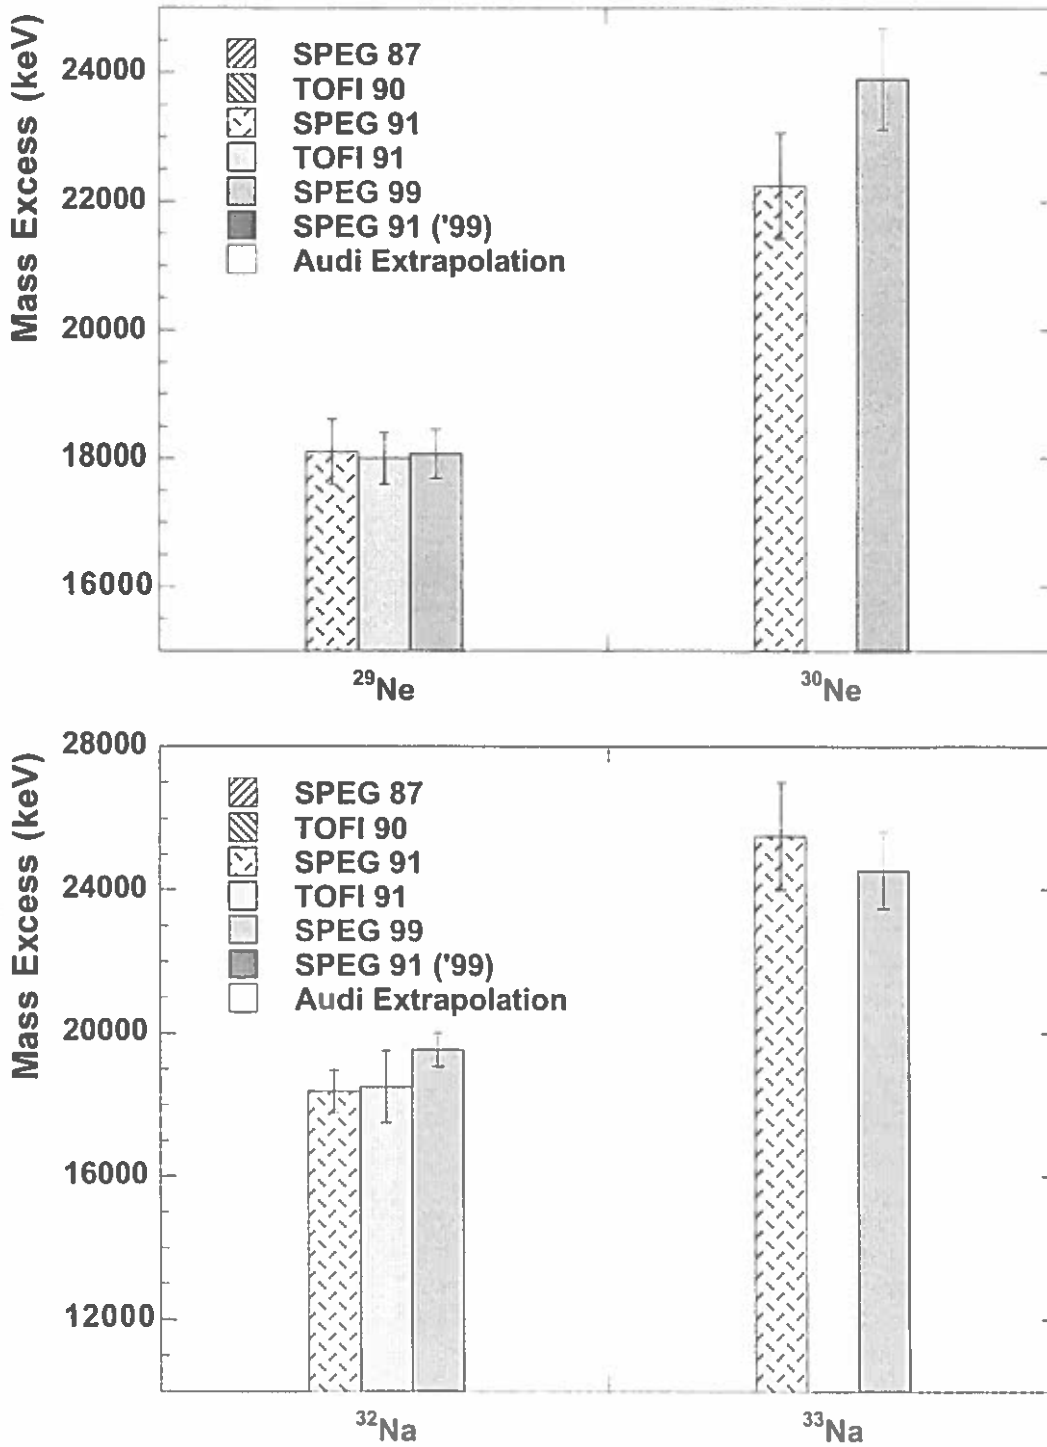 Mass Excess (keV)
24000
22000
20000
18000
16000
SPEG 87
TOFI 90
SPEG 91
TOFI 91
SPEG 99
SPEG 91 ('99)
Audi Extrapolation
29Ne
30Ne
Mass Excess (keV)
28000
24000
20000
16000
12000
SPEG 87
TOFI 90
SPEG 91
TOFI 91
SPEG 99
SPEG 91 ('99)
Audi Extrapolation
32Na
33Na